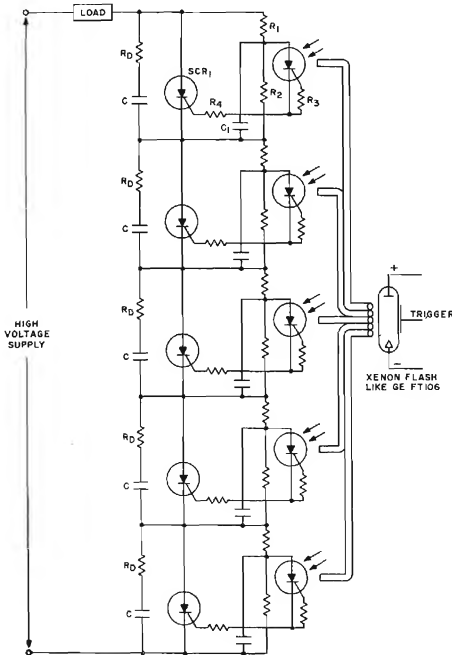 LOAD
R1
RD
SCR1
R2
R4
R3
C
C1
RD
C
RD
C
HIGH
VOLTAGE
SUPPLY
+
TRIGGER
–
XENON FLASH
LIKE GE FT106
RD
C
RD
C